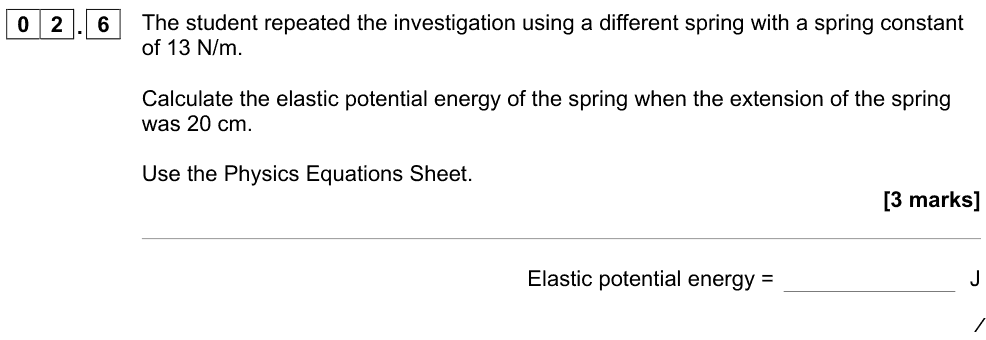 0 2 . 6 The student repeated the investigation using a different spring with a spring constant
of 13 N/m.
Calculate the elastic potential energy of the spring when the extension of the spring
was 20 cm.
Use the Physics Equations Sheet.
[3 marks]
Elastic potential energy = J
/